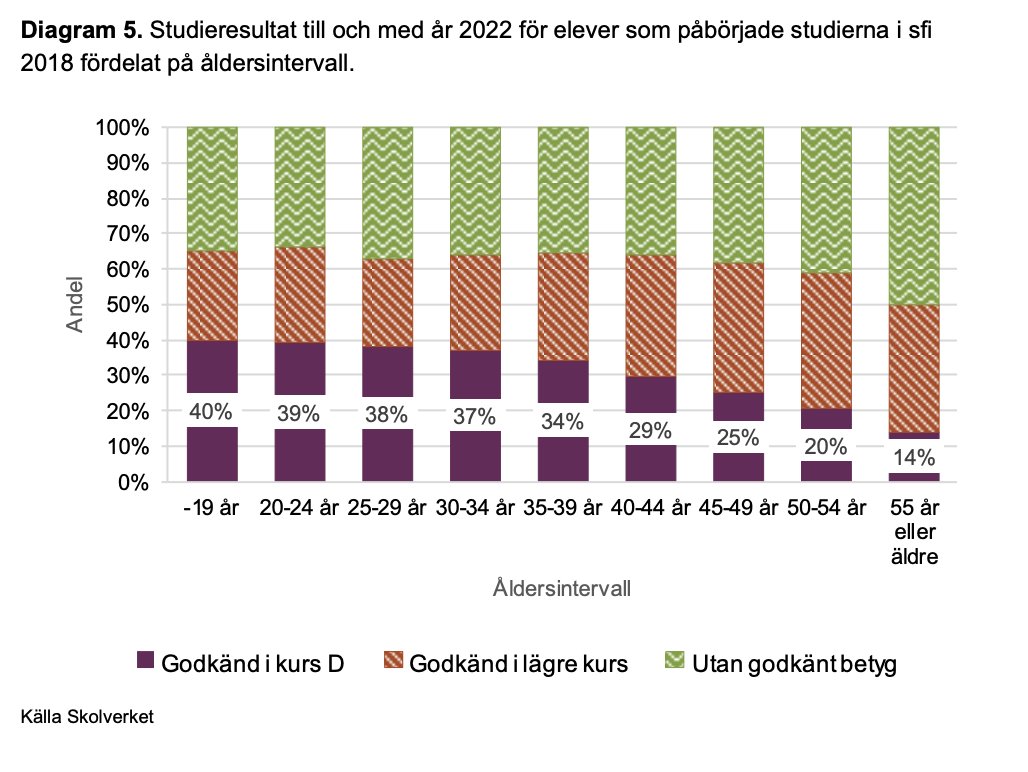 Diagram 5. Studieresultat till och med år 2022 för elever som påbörjade studierna i sfi
2018 fördelat på åldersintervall.
100%
90%
80%
70%
60%
50%
40%
30%
20%
10%
0%
Andel
40%
39%
38%
37%
34%
29%
25%
20%
14%
-19 år
20-24 år
25-29 år
30-34 år
35-39 år
40-44 år
45-49 år
50-54 år
55 år
eller
äldre
Åldersintervall
Godkänd i kurs D
Godkänd i lägre kurs
Utan godkänt betyg
Källa Skolverket